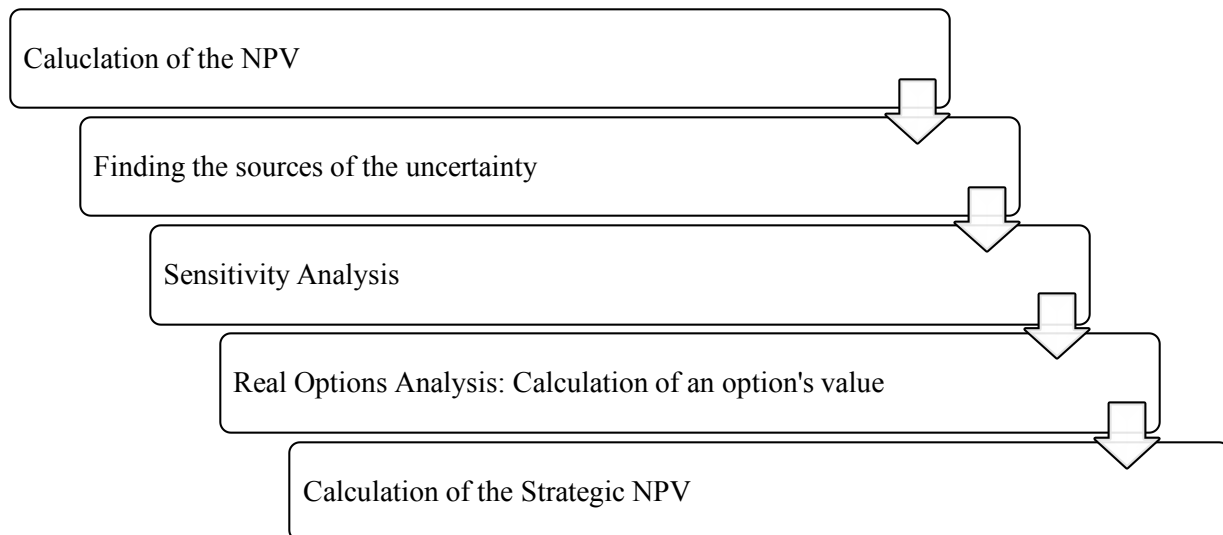 Caluclation of the NPV
Finding the sources of the uncertainty
Sensitivity Analysis
Real Options Analysis: Calculation of an option's value
Calculation of the Strategic NPV